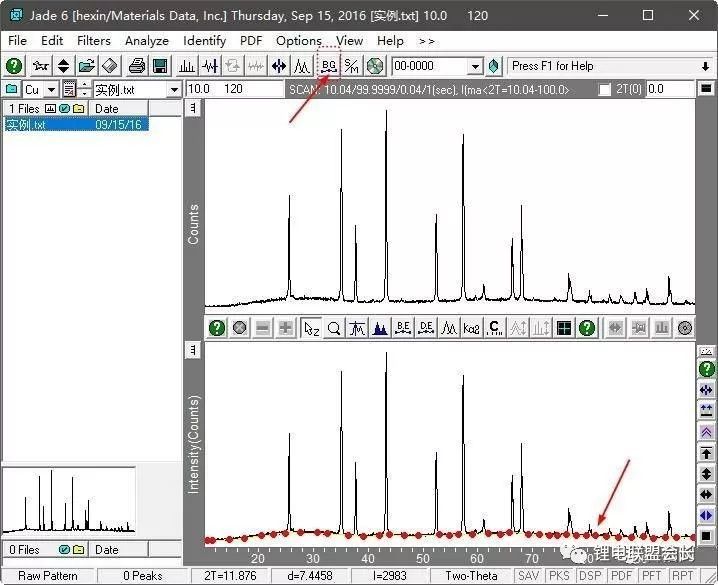 Jade 6 [hexin/Materials Data, Inc.] Thursday, Sep 15, 2016 [实例.txt] 10.0 120
File Edit Filters Analyze Identify PDF Options View Help >>
BG S/M 00-0000 Press F1 for Help
Cu 实例.txt 10.0 120 SCAN: 10.04/99.9999/0.04/1(sec), I(ma<2T=10.04-100.0> 2T(0) 0.0
1 Files Date
实例.txt 09/15/16
Counts
B.E D.E Kα2 C
Intensity(Counts)
0 Files Date
20 30 40 50 60 70 80
锂电联盟会长
Raw Pattern 0 Peaks 2T=11.876 d=7.4458 I=2983 Two-Theta SAV PKS DSP PDF PFT RPT